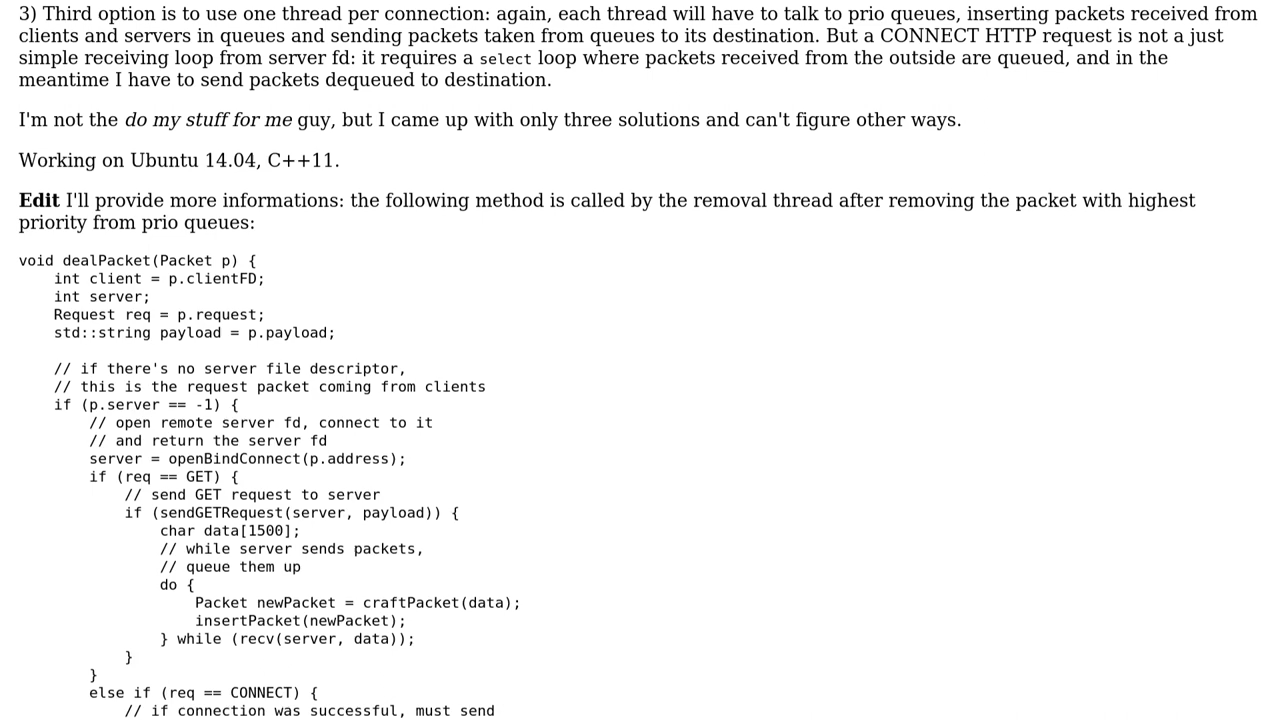 3) Third option is to use one thread per connection: again, each thread will have to talk to prio queues, inserting packets received from
clients and servers in queues and sending packets taken from queues to its destination. But a CONNECT HTTP request is not a just
simple receiving loop from server fd: it requires a select loop where packets received from the outside are queued, and in the
meantime I have to send packets dequeued to destination.
I'm not the do my stuff for me guy, but I came up with only three solutions and can't figure other ways.
Working on Ubuntu 14.04, C++11.
Edit I'll provide more informations: the following method is called by the removal thread after removing the packet with highest
priority from prio queues:
void dealPacket(Packet p) {
    int client = p.clientFD;
    int server;
    Request req = p.request;
    std::string payload = p.payload;

    // if there's no server file descriptor,
    // this is the request packet coming from clients
    if (p.server == -1) {
        // open remote server fd, connect to it
        // and return the server fd
        server = openBindConnect(p.address);
        if (req == GET) {
            // send GET request to server
            if (sendGETRequest(server, payload)) {
                char data[1500];
                // while server sends packets,
                // queue them up
                do {
                    Packet newPacket = craftPacket(data);
                    insertPacket(newPacket);
                } while (recv(server, data));
            }
        }
        else if (req == CONNECT) {
            // if connection was successful, must send